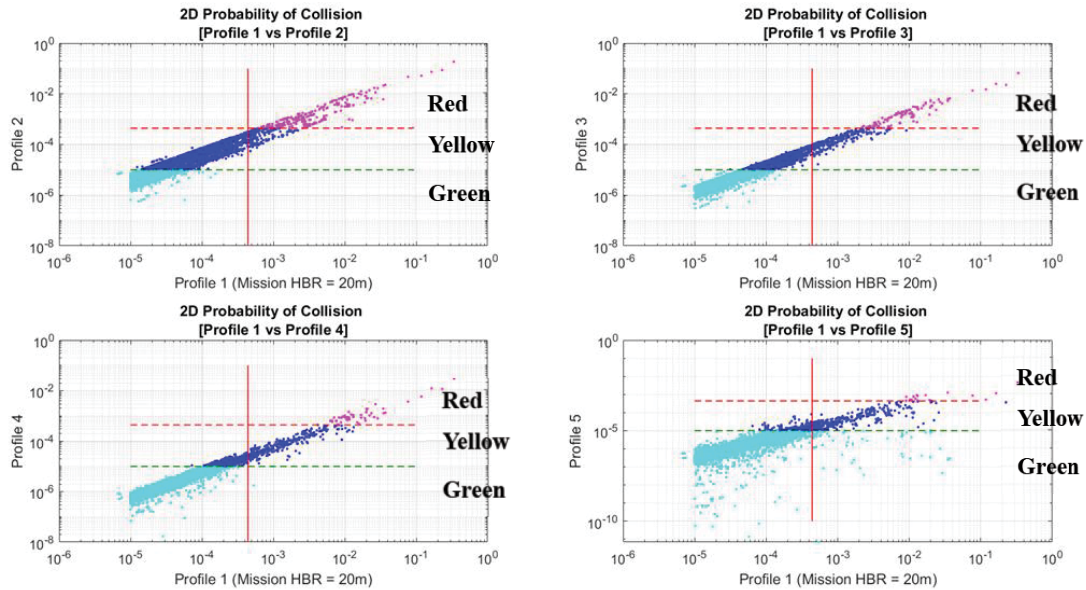 2D Probability of Collision
[Profile 1 vs Profile 2]
10^0
10^-2
10^-4
10^-6
10^-8
Profile 2
Red
Yellow
Green
10^-6 10^-5 10^-4 10^-3 10^-2 10^-1 10^0
Profile 1 (Mission HBR = 20m)
2D Probability of Collision
[Profile 1 vs Profile 3]
10^0
10^-2
10^-4
10^-6
10^-8
Profile 3
Red
Yellow
Green
10^-6 10^-5 10^-4 10^-3 10^-2 10^-1 10^0
Profile 1 (Mission HBR = 20m)
2D Probability of Collision
[Profile 1 vs Profile 4]
10^0
10^-2
10^-4
10^-6
10^-8
Profile 4
Red
Yellow
Green
10^-6 10^-5 10^-4 10^-3 10^-2 10^-1 10^0
Profile 1 (Mission HBR = 20m)
2D Probability of Collision
[Profile 1 vs Profile 5]
10^0
10^-5
10^-10
Profile 5
Red
Yellow
Green
10^-6 10^-5 10^-4 10^-3 10^-2 10^-1 10^0
Profile 1 (Mission HBR = 20m)